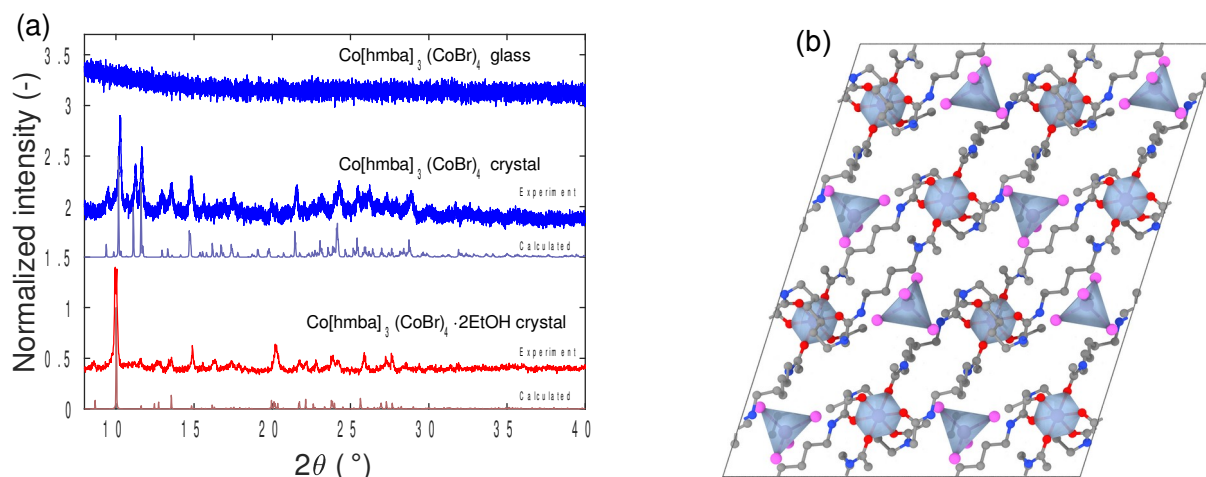 (a)
Normalized intensity (-)
3.5
3
2.5
2
1.5
1
0.5
0
Co[hmba]3(CoBr)4 glass
Co[hmba]3(CoBr)4 crystal
Experiment
Calculated
Co[hmba]3(CoBr)4·2EtOH crystal
Experiment
Calculated
10 15 20 25 30 35 40
2θ (°)
(b)